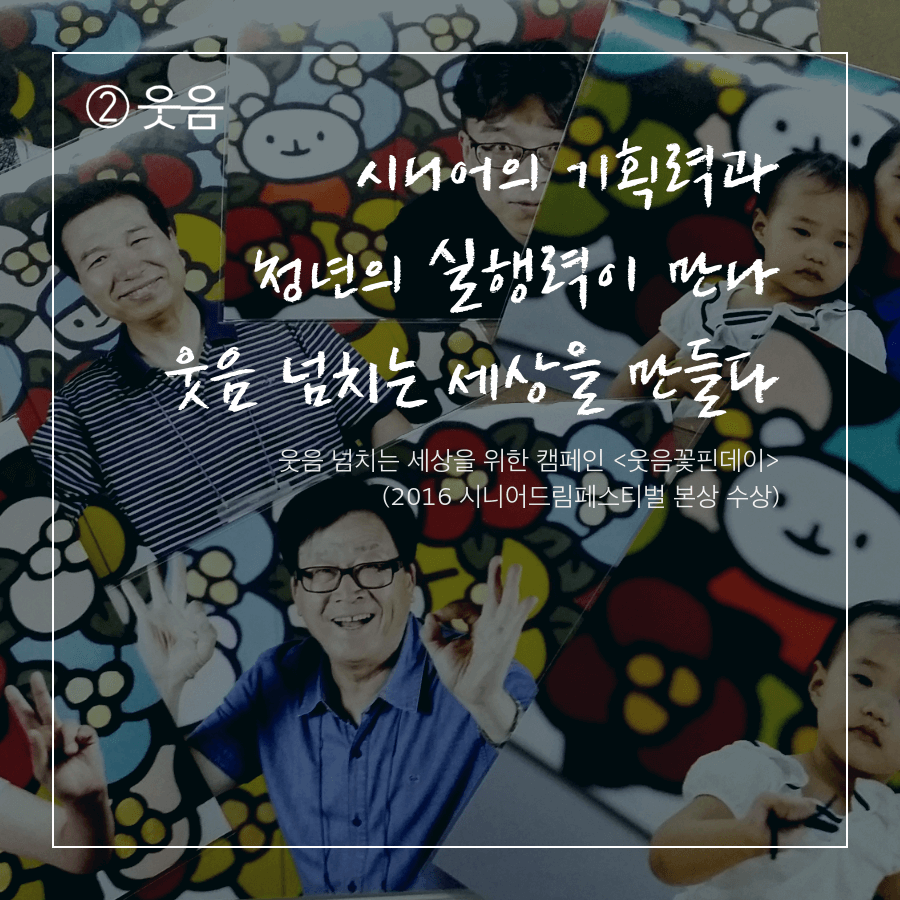 ② 웃음
시니어의 기획력과
청년의 실행력이 만나
웃음 넘치는 세상을 만들다
웃음 넘치는 세상을 위한 캠페인 <웃음꽃핀데이>
(2016 시니어드림페스티벌 본상 수상)